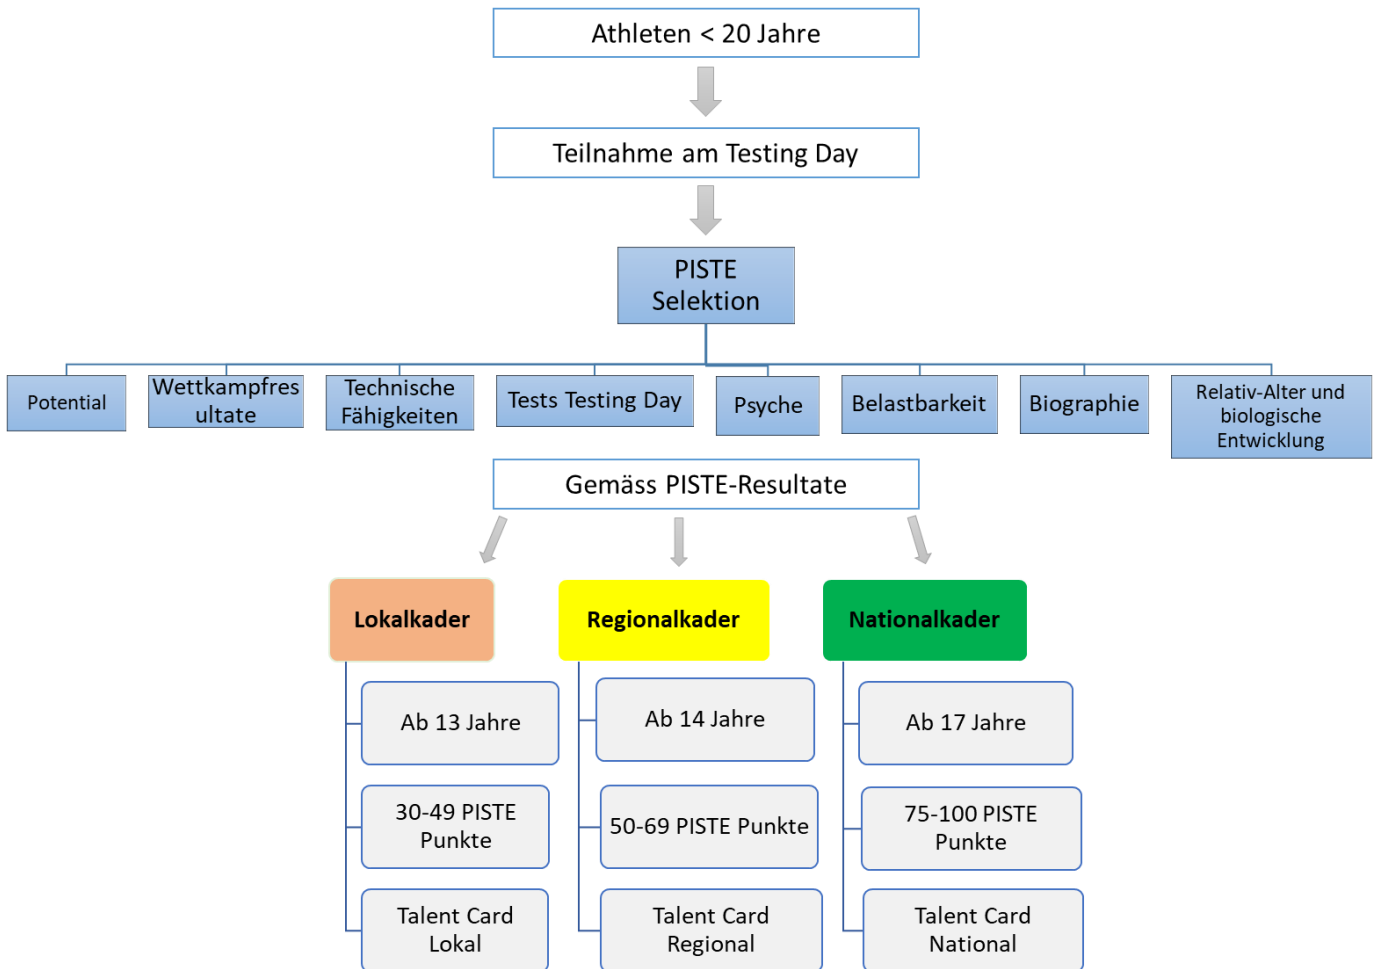 Athleten < 20 Jahre
Teilnahme am Testing Day
PISTE
Selektion
Potential
Wettkampfres
ultate
Technische
Fähigkeiten
Tests Testing Day
Psyche
Belastbarkeit
Biographie
Relativ-Alter und
biologische
Entwicklung
Gemäss PISTE-Resultate
Lokalkader
Regionalkader
Nationalkader
Ab 13 Jahre
Ab 14 Jahre
Ab 17 Jahre
30-49 PISTE
Punkte
50-69 PISTE Punkte
75-100 PISTE
Punkte
Talent Card
Lokal
Talent Card
Regional
Talent Card
National